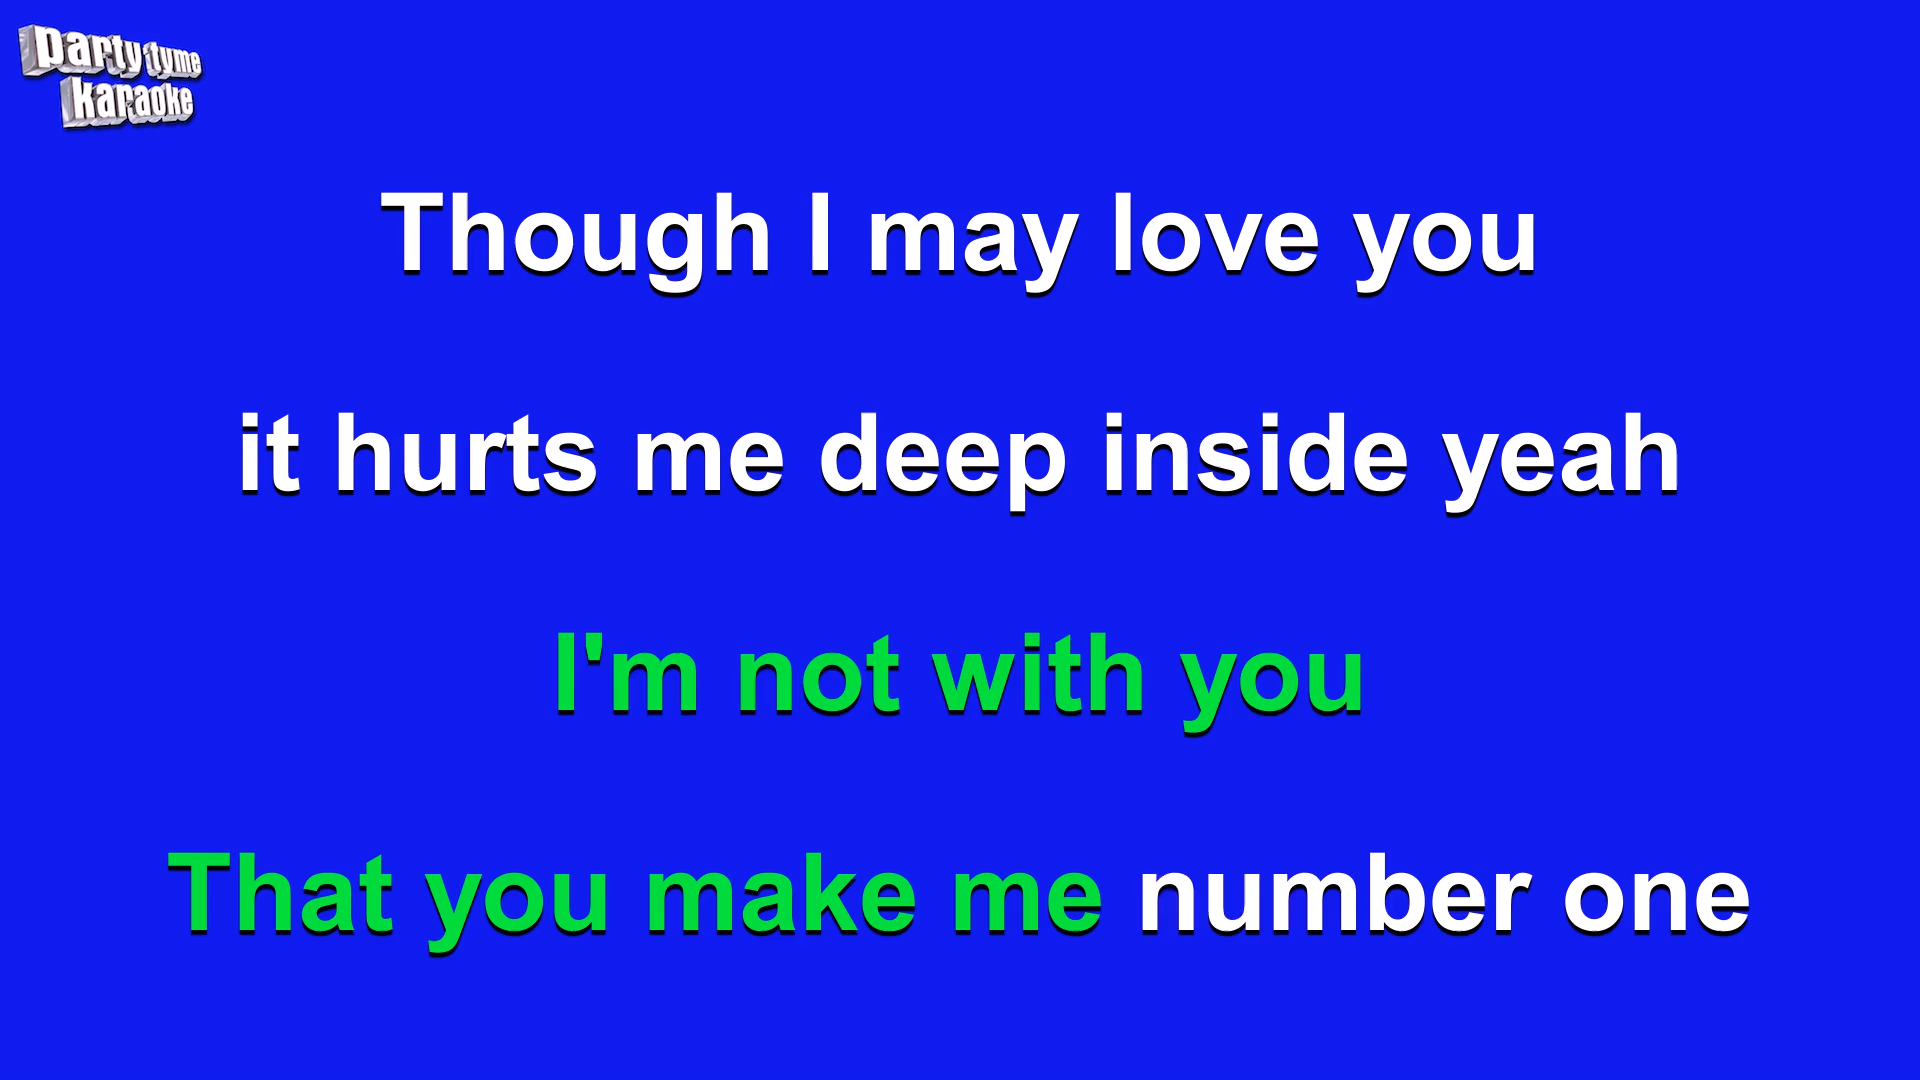 party tyme
karaoke
Though I may love you
it hurts me deep inside yeah
I'm not with you
That you make me number one